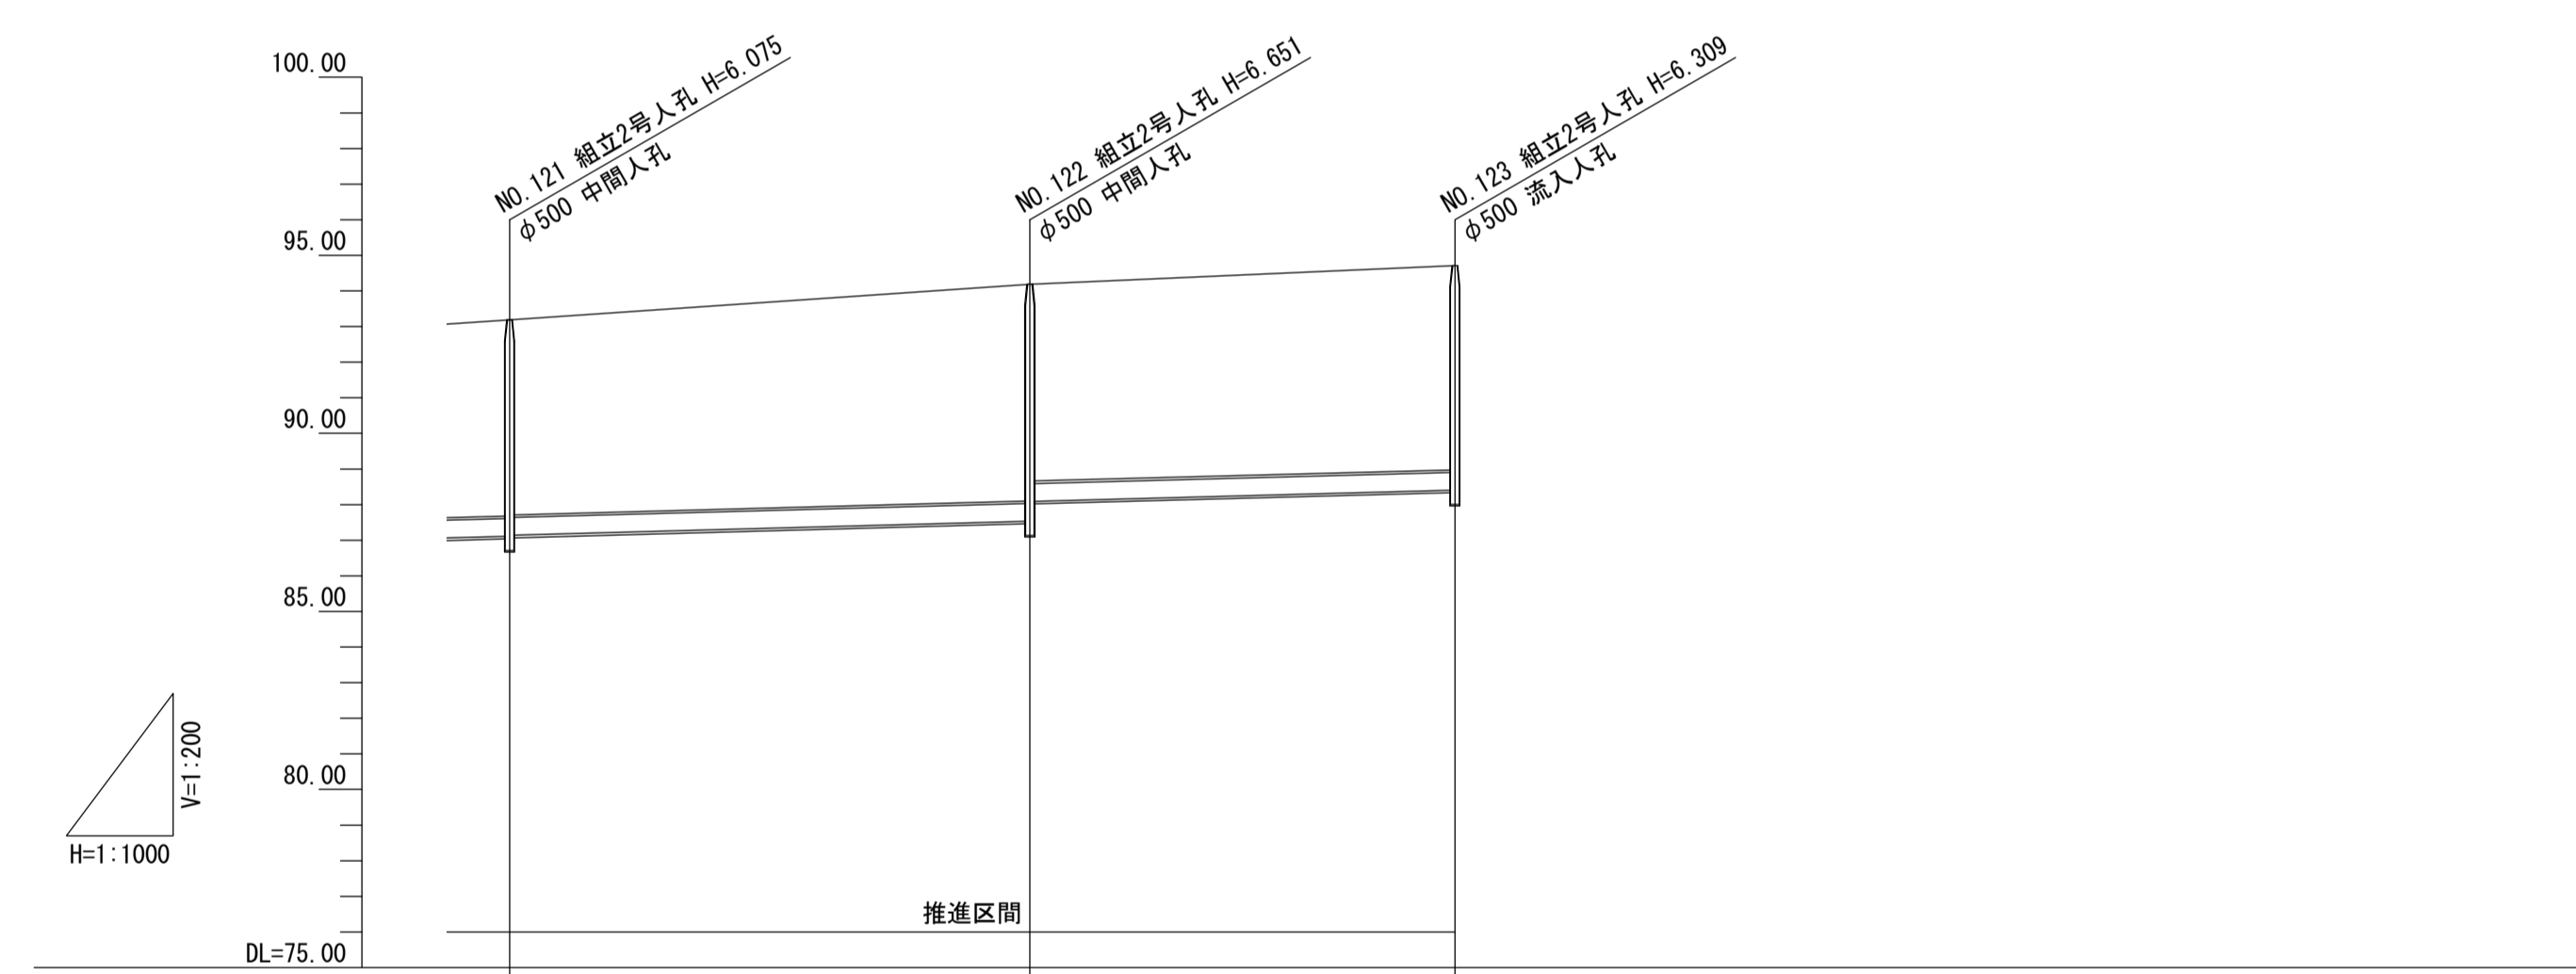 NO.121 組立2号人孔 H=6.075
φ500 中間人孔
NO.122 組立2号人孔 H=6.651
φ500 中間人孔
NO.123 組立2号人孔 H=6.309
φ500 流入人孔
100.00
95.00
90.00
85.00
80.00
DL=75.00
V=1:200
H=1:1000
推進区間